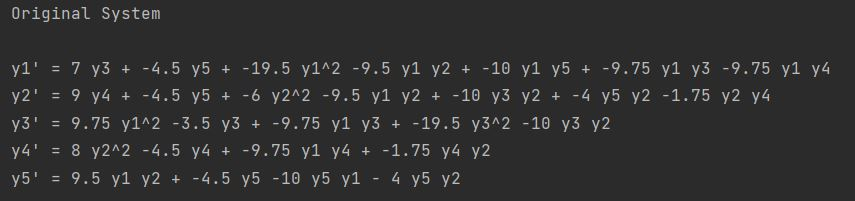 Original System
y1' = 7 y3 + -4.5 y5 + -19.5 y1^2 -9.5 y1 y2 + -10 y1 y5 + -9.75 y1 y3 -9.75 y1 y4
y2' = 9 y4 + -4.5 y5 + -6 y2^2 -9.5 y1 y2 + -10 y3 y2 + -4 y5 y2 -1.75 y2 y4
y3' = 9.75 y1^2 -3.5 y3 + -9.75 y1 y3 + -19.5 y3^2 -10 y3 y2
y4' = 8 y2^2 -4.5 y4 + -9.75 y1 y4 + -1.75 y4 y2
y5' = 9.5 y1 y2 + -4.5 y5 -10 y5 y1 - 4 y5 y2